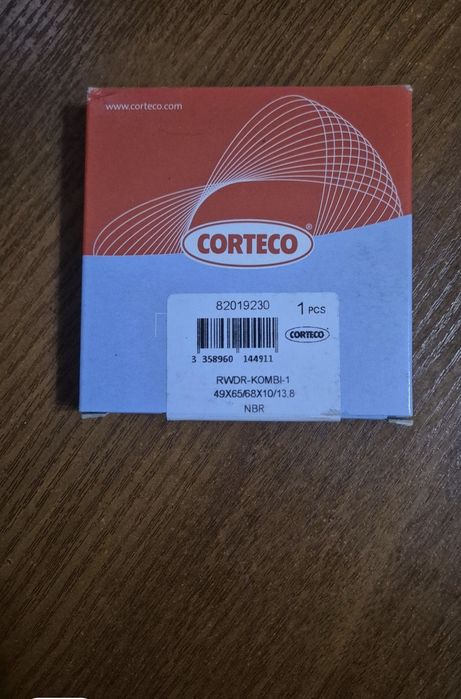 www.corteco.com
CORTECO
82019230 1 PCS
CORTECO
3 358960 144911
RWDR-KOMBI-1
49X65/68X10/13,8
NBR